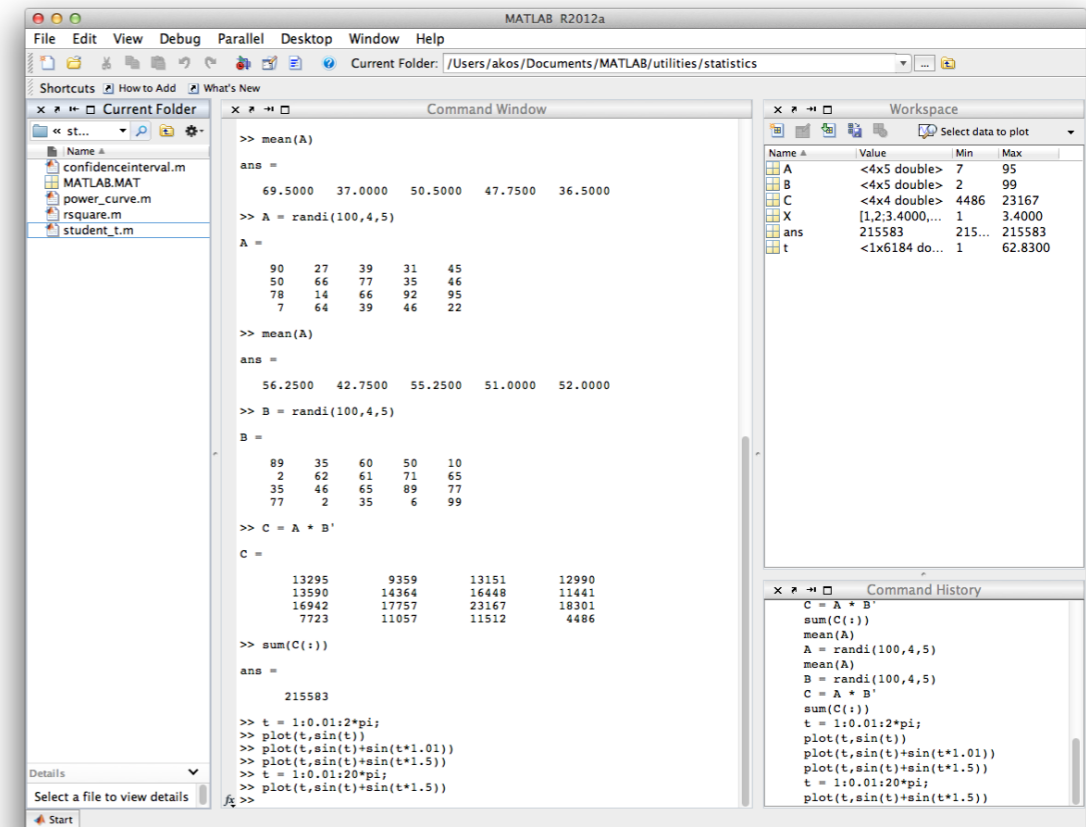 MATLAB R2012a
File Edit View Debug Parallel Desktop Window Help
Current Folder: /Users/akos/Documents/MATLAB/utilities/statistics
Shortcuts How to Add What's New
Current Folder
« st...
Name
confidenceinterval.m
MATLAB.MAT
power_curve.m
rsquare.m
student_t.m
Details
Select a file to view details
Start
Command Window
>> mean(A)
ans =
69.5000 37.0000 50.5000 47.7500 36.5000
>> A = randi(100,4,5)
A =
90 27 39 31 45
50 66 77 35 46
78 14 66 92 95
7 64 39 46 22
>> mean(A)
ans =
56.2500 42.7500 55.2500 51.0000 52.0000
>> B = randi(100,4,5)
B =
89 35 60 50 10
2 62 61 71 65
35 46 65 89 77
77 2 35 6 99
>> C = A * B'
C =
13295 9359 13151 12990
13590 14364 16448 11441
16942 17757 23167 18301
7723 11057 11512 4486
>> sum(C(:))
ans =
215583
>> t = 1:0.01:2*pi;
>> plot(t,sin(t))
>> plot(t,sin(t)+sin(t*1.01))
>> plot(t,sin(t)+sin(t*1.5))
>> t = 1:0.01:20*pi;
>> plot(t,sin(t)+sin(t*1.5))
fx >>
Workspace
Select data to plot
Name Value Min Max
A <4x5 double> 7 95
B <4x5 double> 2 99
C <4x4 double> 4486 23167
X [1,2;3.4000,... 1 3.4000
ans 215583 215... 215583
t <1x6184 do... 1 62.8300
Command History
C = A * B'
sum(C(:))
mean(A)
A = randi(100,4,5)
mean(A)
B = randi(100,4,5)
C = A * B'
sum(C(:))
t = 1:0.01:2*pi;
plot(t,sin(t))
plot(t,sin(t)+sin(t*1.01))
plot(t,sin(t)+sin(t*1.5))
t = 1:0.01:20*pi;
plot(t,sin(t)+sin(t*1.5))